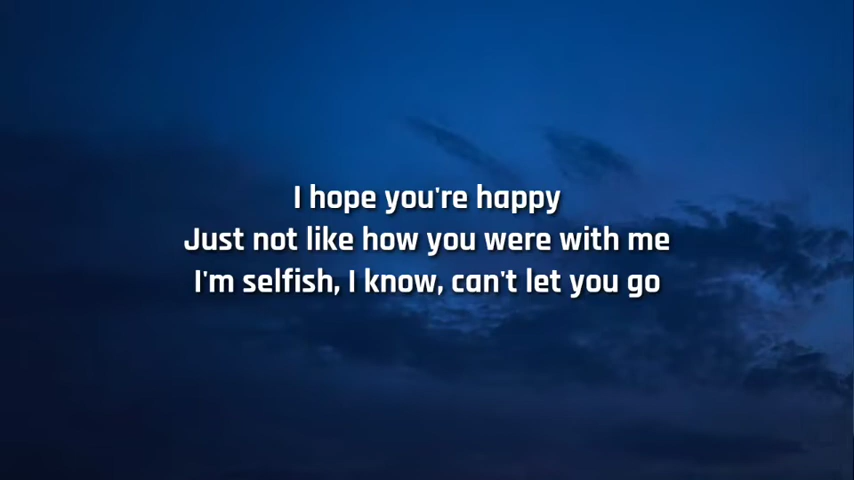 I hope you're happy
Just not like how you were with me
I'm selfish, I know, can't let you go